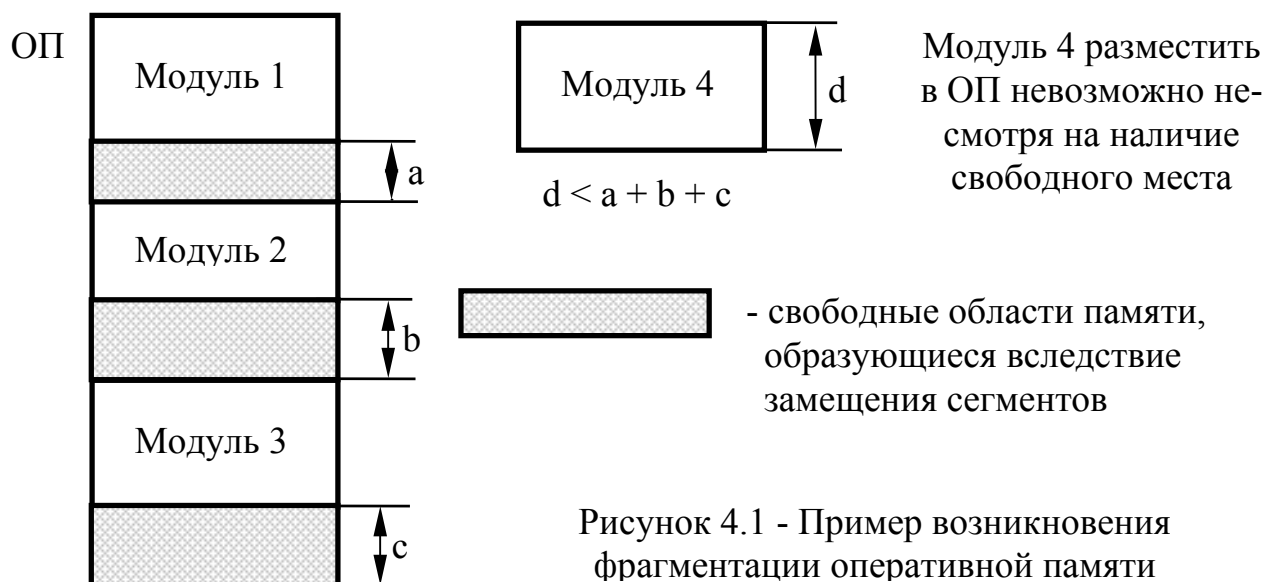 ОП
Модуль 1
a
Модуль 2
b
Модуль 3
c
Модуль 4
d
d < a + b + c
Модуль 4 разместить
в ОП невозможно не-
смотря на наличие
свободного места
- свободные области памяти,
образующиеся вследствие
замещения сегментов
Рисунок 4.1 - Пример возникновения
фрагментации оперативной памяти